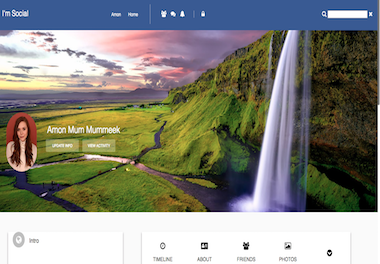 I'm Social
Amon Home
Amon Mum Mummeek
UPDATE INFO VIEW ACTIVITY
Intro
TIMELINE ABOUT FRIENDS PHOTOS